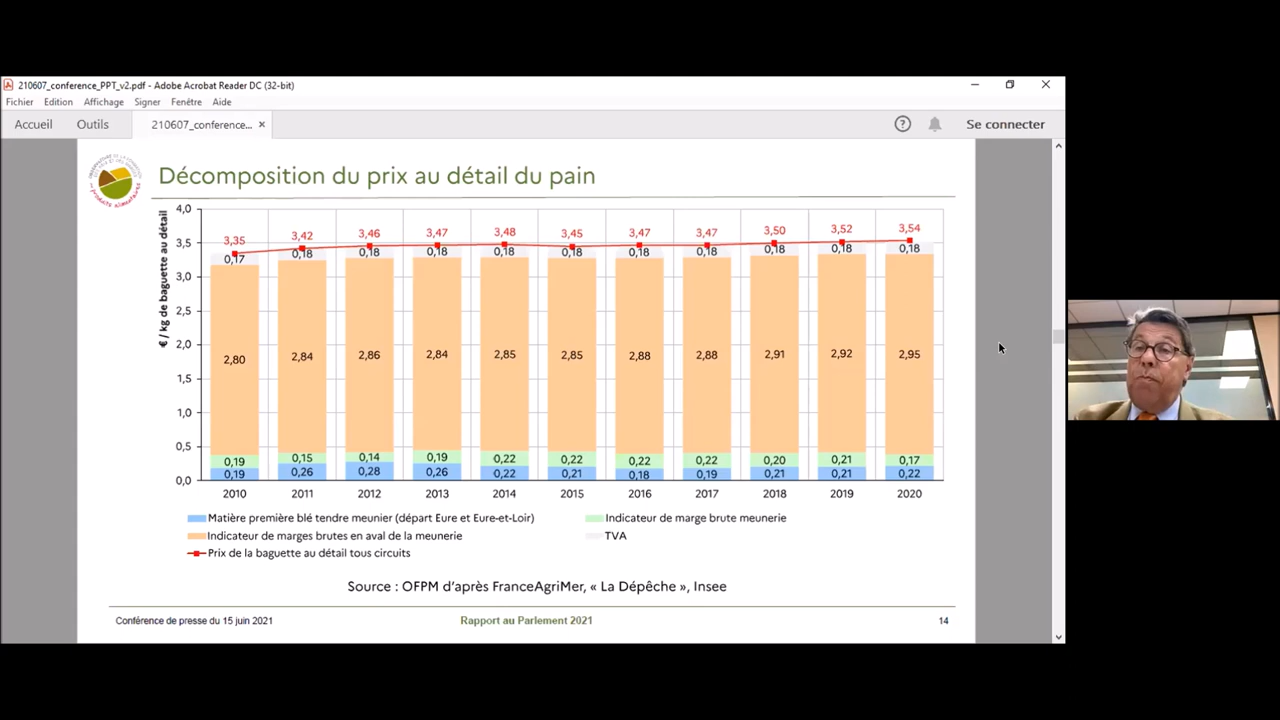 210607_conference_PPT_v2.pdf - Adobe Acrobat Reader DC (32-bit)
Fichier Edition Affichage Signer Fenêtre Aide
Accueil Outils 210607_conference... × Se connecter
Décomposition du prix au détail du pain
produits alimentaires
€ / kg de baguette au détail
4,0
3,5
3,0
2,5
2,0
1,5
1,0
0,5
0,0
3,35 3,42 3,46 3,47 3,48 3,45 3,47 3,47 3,50 3,52 3,54
0,17 0,18 0,18 0,18 0,18 0,18 0,18 0,18 0,18 0,18 0,18
2,80 2,84 2,86 2,84 2,85 2,85 2,88 2,88 2,91 2,92 2,95
0,19 0,15 0,14 0,19 0,22 0,22 0,22 0,22 0,20 0,21 0,17
0,19 0,26 0,28 0,26 0,22 0,21 0,18 0,19 0,21 0,21 0,22
2010 2011 2012 2013 2014 2015 2016 2017 2018 2019 2020
Matière première blé tendre meunier (départ Eure et Eure-et-Loir) Indicateur de marge brute meunerie
Indicateur de marges brutes en aval de la meunerie TVA
Prix de la baguette au détail tous circuits
Source : OFPM d'après FranceAgriMer, « La Dépêche », Insee
Conférence de presse du 15 juin 2021 Rapport au Parlement 2021 14